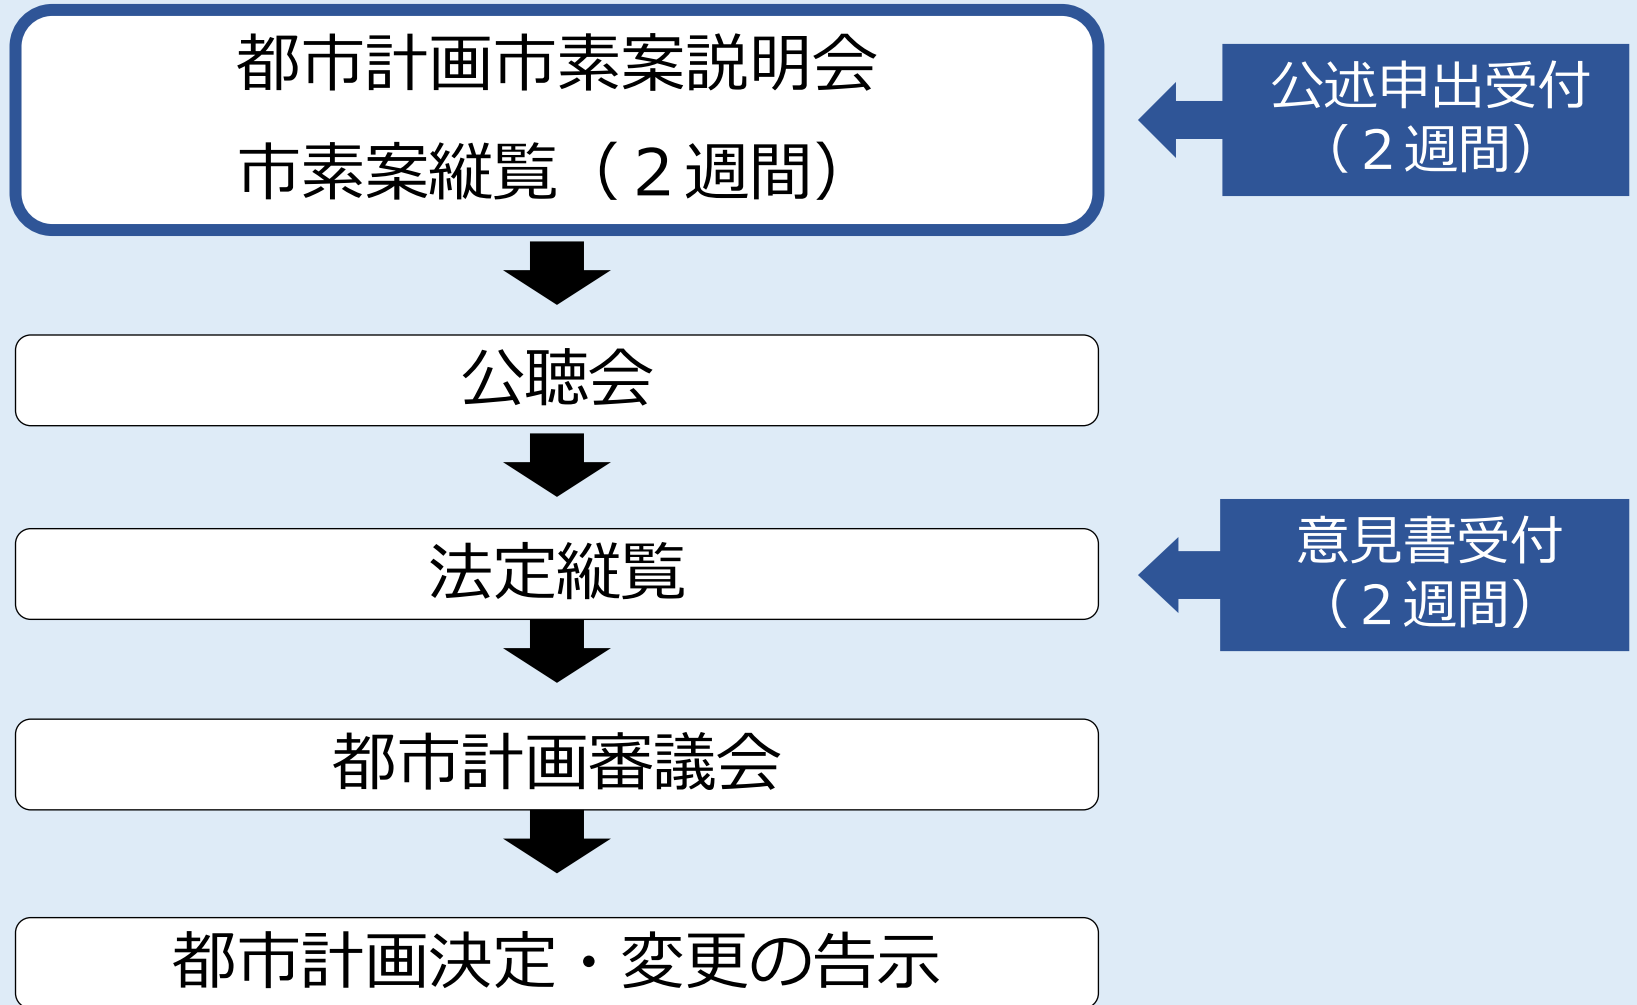 都市計画市素案説明会
市素案縦覧（２週間）
公述申出受付
（２週間）
公聴会
法定縦覧
意見書受付
（２週間）
都市計画審議会
都市計画決定・変更の告示